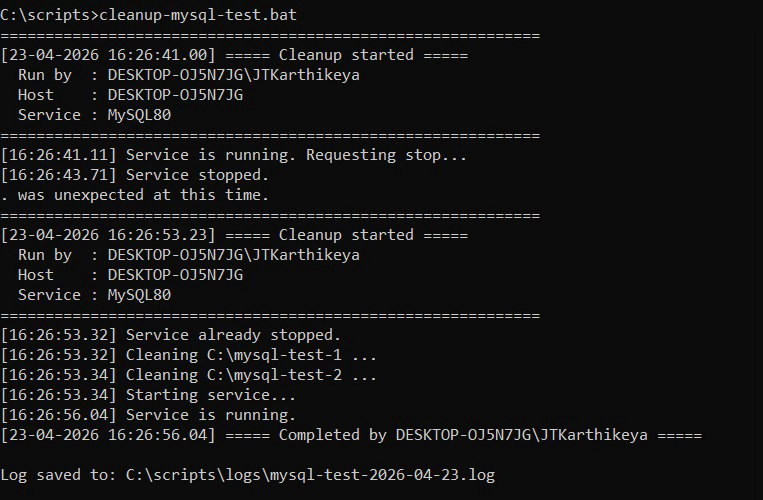 C:\scripts>cleanup-mysql-test.bat
============================================================
[23-04-2026 16:26:41.00] ===== Cleanup started =====
  Run by  : DESKTOP-OJ5N7JG\JTKarthikeya
  Host    : DESKTOP-OJ5N7JG
  Service : MySQL80
============================================================
[16:26:41.11] Service is running. Requesting stop...
[16:26:43.71] Service stopped.
. was unexpected at this time.
============================================================
[23-04-2026 16:26:53.23] ===== Cleanup started =====
  Run by  : DESKTOP-OJ5N7JG\JTKarthikeya
  Host    : DESKTOP-OJ5N7JG
  Service : MySQL80
============================================================
[16:26:53.32] Service already stopped.
[16:26:53.32] Cleaning C:\mysql-test-1 ...
[16:26:53.34] Cleaning C:\mysql-test-2 ...
[16:26:53.34] Starting service...
[16:26:56.04] Service is running.
[23-04-2026 16:26:56.04] ===== Completed by DESKTOP-OJ5N7JG\JTKarthikeya =====
Log saved to: C:\scripts\logs\mysql-test-2026-04-23.log